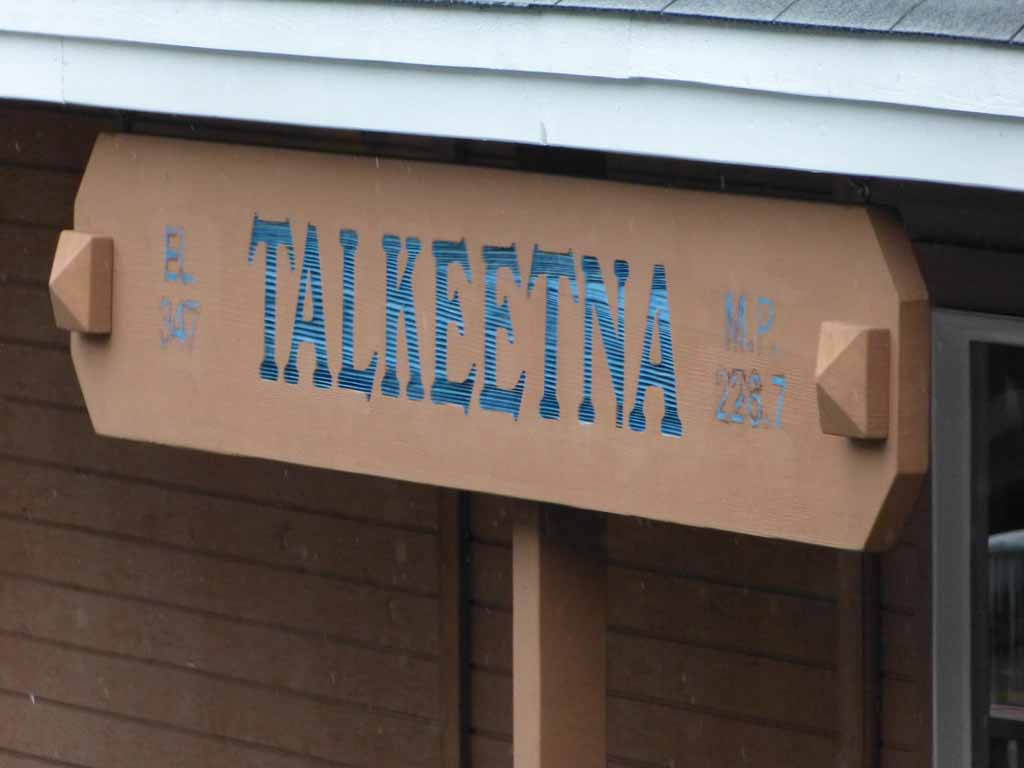 EL
347
TALKEETNA
M.P.
226.7